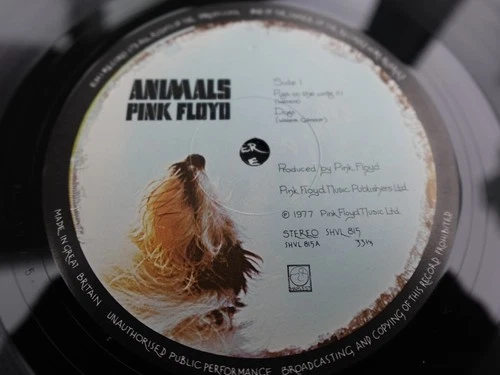 ANIMALS
PINK FLOYD
Side 1
Pigs on the wing
Dogs
Produced by Pink Floyd
Pink Floyd Music Publishers Ltd.
© 1977 Pink Floyd Music Ltd.
STEREO SHVL 815
SHVL 815A 33⅓
MADE IN GREAT BRITAIN UNAUTHORISED PUBLIC PERFORMANCE BROADCASTING AND COPYING OF THIS RECORD PROHIBITED